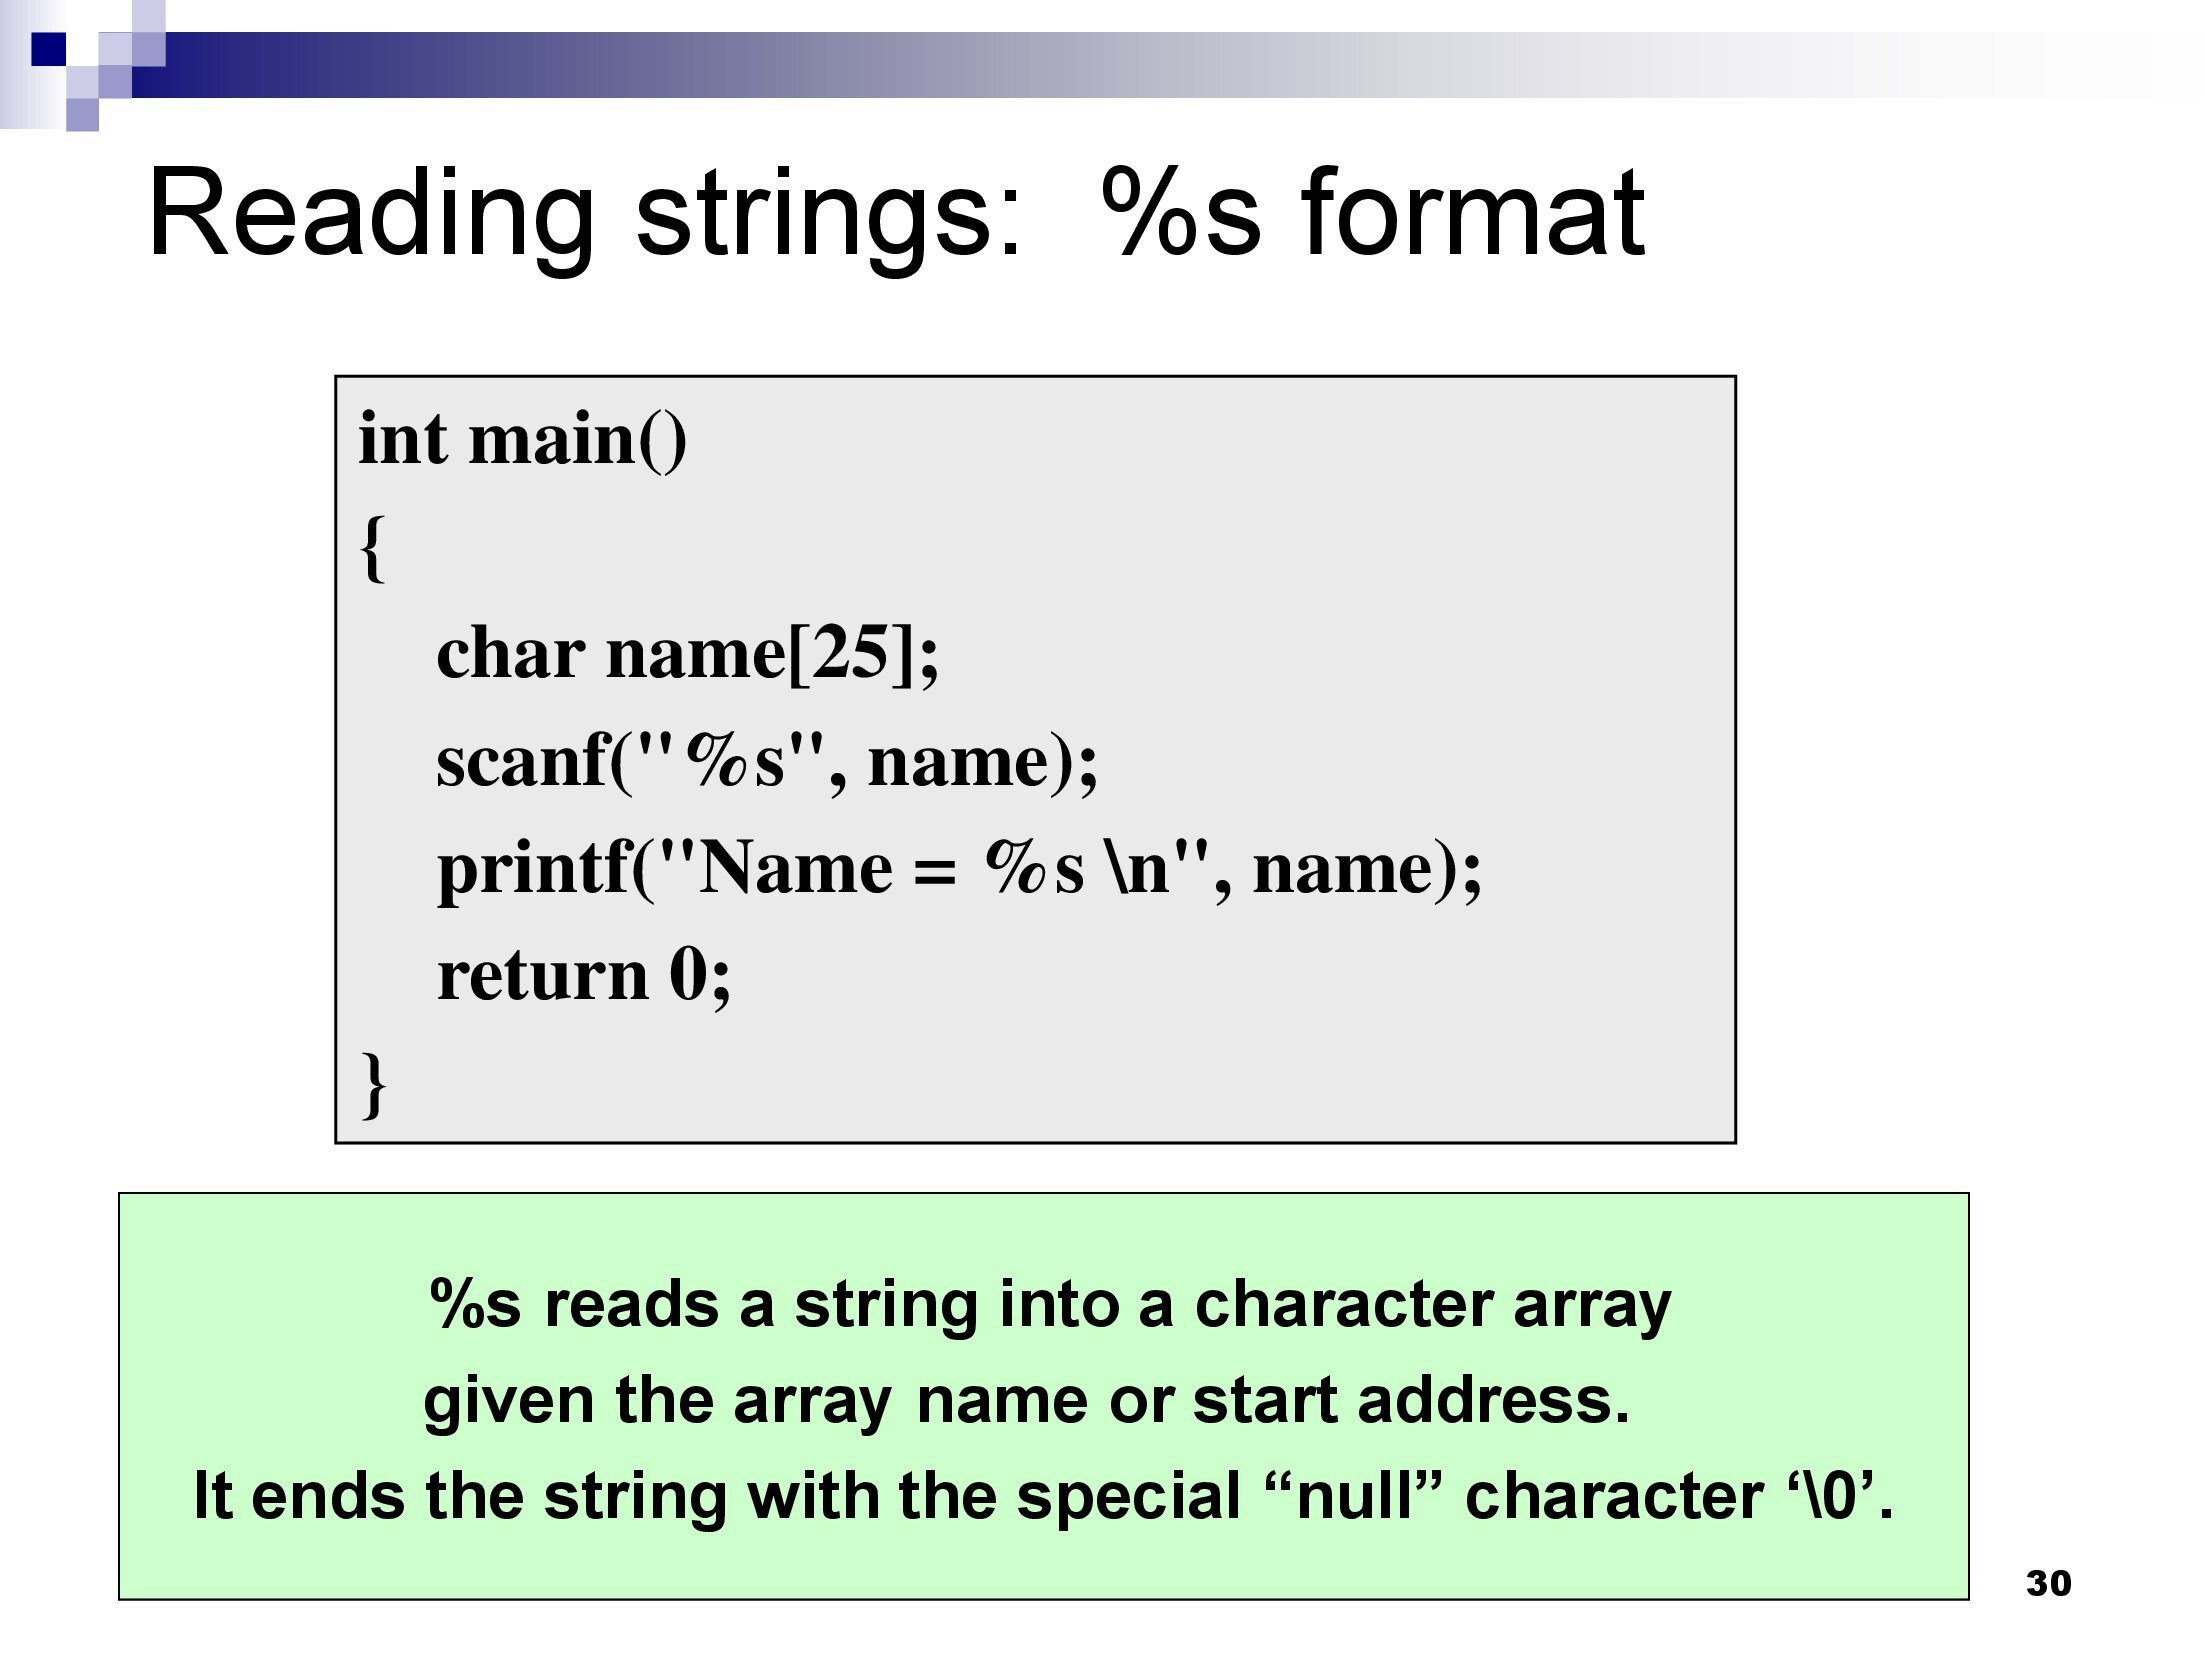 Reading strings:  %s format
int main()
{
    char name[25];
    scanf("%s", name);
    printf("Name = %s \n", name);
    return 0;
}
%s reads a string into a character array
given the array name or start address.
It ends the string with the special “null” character ‘\0’.
30